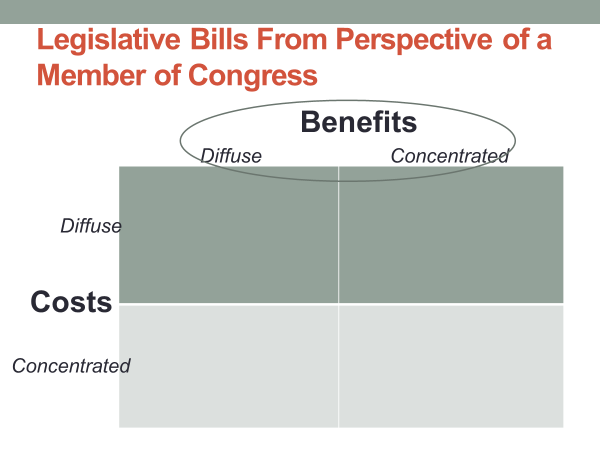 Legislative Bills From Perspective of a
Member of Congress
Benefits
Diffuse Concentrated
Diffuse
Costs
Concentrated